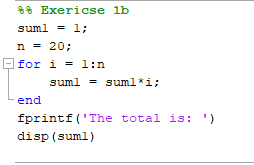 %% Exericse 1b
sum1 = 1;
n = 20;
for i = 1:n
sum1 = sum1*i;
end
fprintf('The total is: ')
disp(sum1)